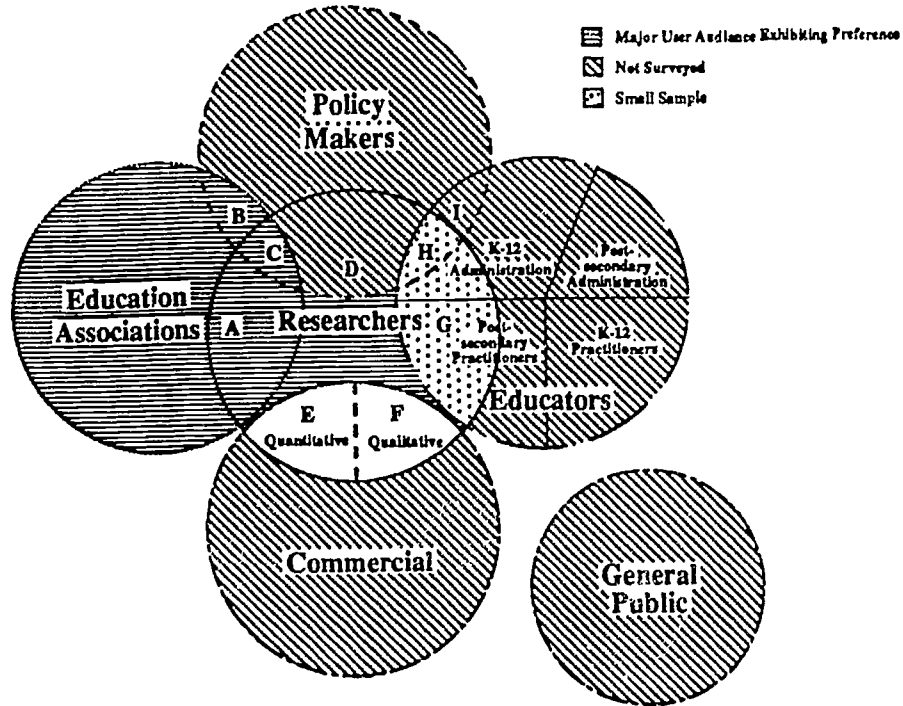 Major User Audience Exhibiting Preference
Not Surveyed
Small Sample
Policy
Makers
B
C
I
H
D
K-12
Administration
Post-
secondary
Administration
Education
Associations
A
Researchers
G
Post-
secondary
Practitioners
K-12
Practitioners
Educators
E
Quantitative
F
Qualitative
Commercial
General
Public